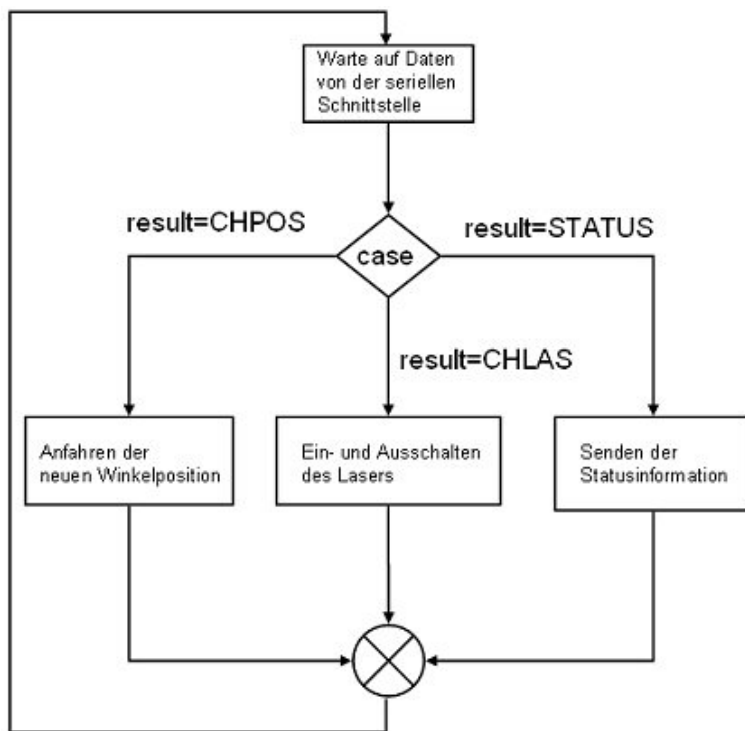 Warte auf Daten
von der seriellen
Schnittstelle
result=CHPOS
result=STATUS
case
result=CHLAS
Anfahren der
neuen Winkelposition
Ein- und Ausschalten
des Lasers
Senden der
Statusinformation